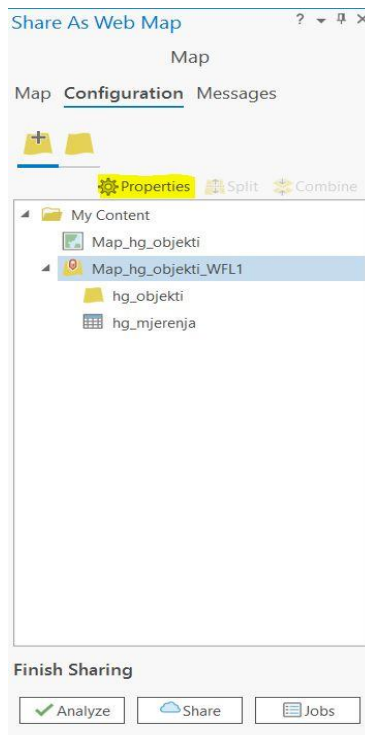 Share As Web Map ?
Map
Map Configuration Messages
Properties Split Combine
My Content
Map_hg_objekti
Map_hg_objekti_WFL1
hg_objekti
hg_mjerenja
Finish Sharing
Analyze Share Jobs